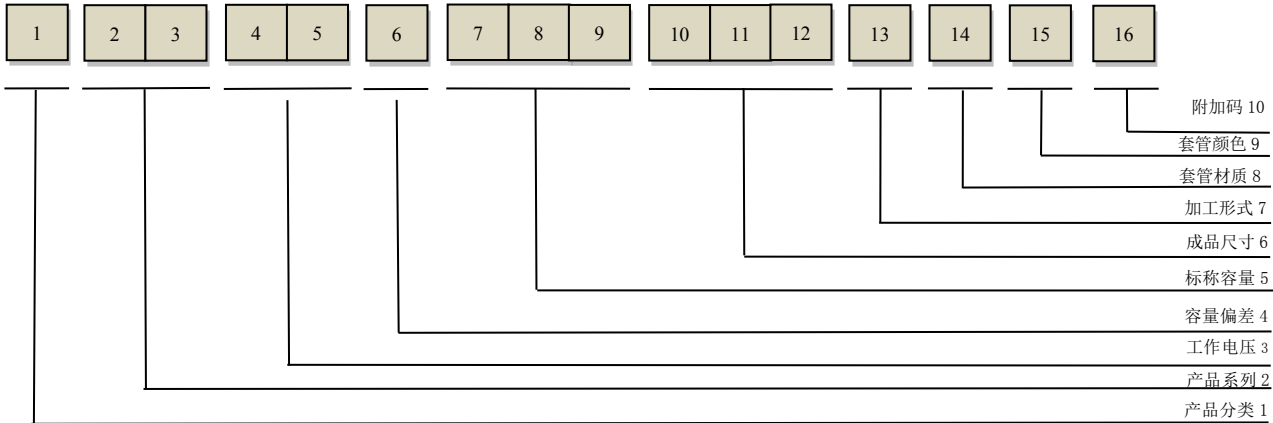 1 2 3 4 5 6 7 8 9 10 11 12 13 14 15 16
附加码 10
套管颜色 9
套管材质 8
加工形式 7
成品尺寸 6
标称容量 5
容量偏差 4
工作电压 3
产品系列 2
产品分类 1